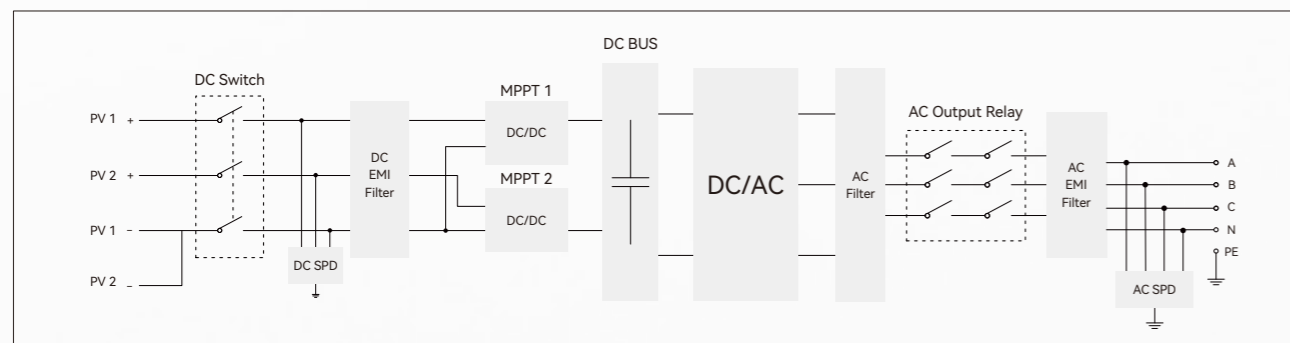 DC BUS
DC Switch
MPPT 1
AC Output Relay
PV 1 +
DC/DC
PV 2 +
DC
EMI
Filter
MPPT 2
DC/DC
DC/AC
AC
Filter
AC
EMI
Filter
A
B
C
N
PV 1 –
PE
DC SPD
PV 2 –
AC SPD